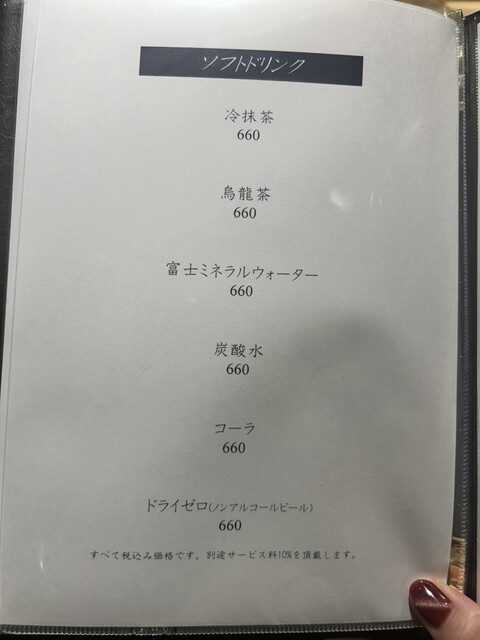 ソフトドリンク
冷抹茶
660
烏龍茶
660
富士ミネラルウォーター
660
炭酸水
660
コーラ
660
ドライゼロ(ノンアルコールビール)
660
すべて税込み価格です。別途サービス料10%を頂戴します。